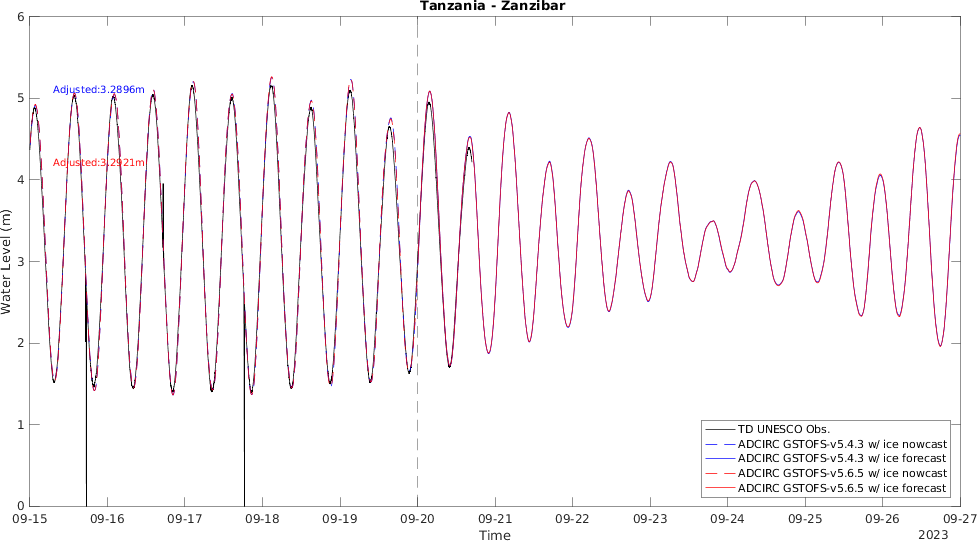 Tanzania - Zanzibar
Water Level (m)
6
5
4
3
2
1
0
Adjusted:3.2896m
Adjusted:3.2921m
TD UNESCO Obs.
ADCIRC GSTOFS-v5.4.3 w/ ice nowcast
ADCIRC GSTOFS-v5.4.3 w/ ice forecast
ADCIRC GSTOFS-v5.6.5 w/ ice nowcast
ADCIRC GSTOFS-v5.6.5 w/ ice forecast
09-15 09-16 09-17 09-18 09-19 09-20 09-21 09-22 09-23 09-24 09-25 09-26 09-27
Time
2023